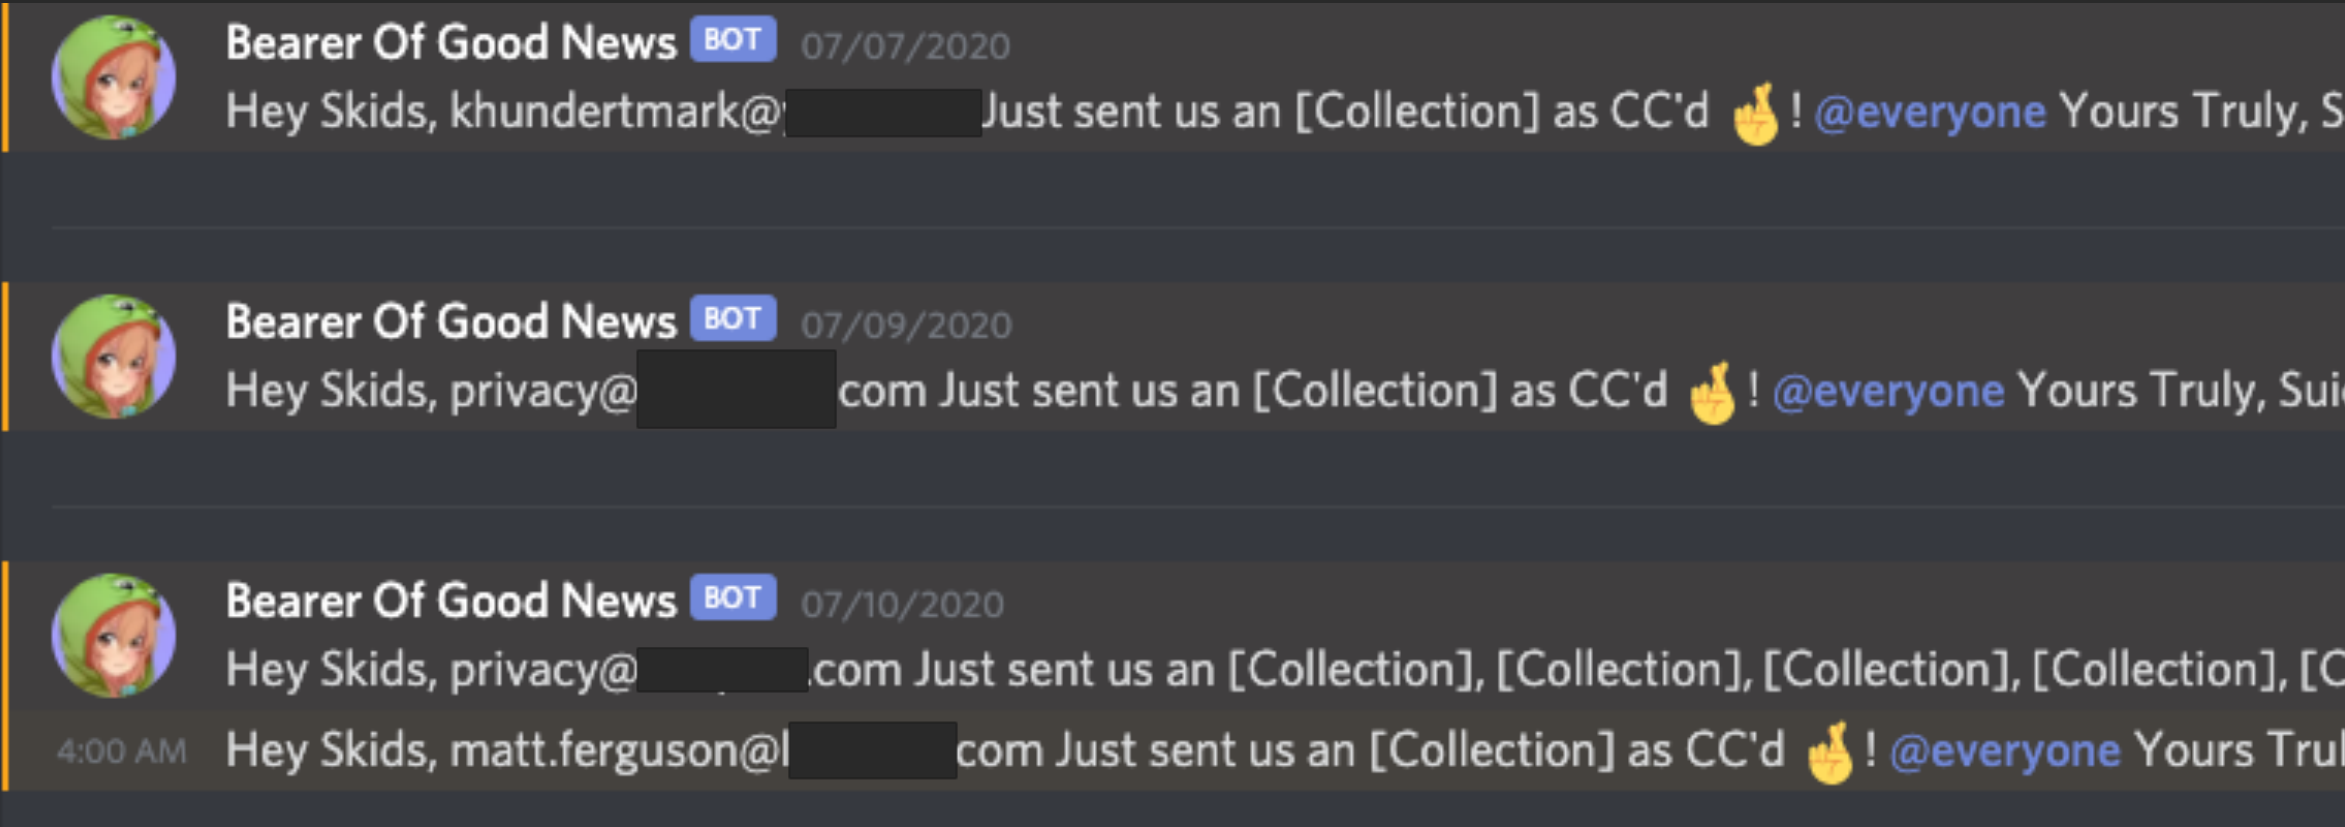 Bearer Of Good News BOT 07/07/2020
Hey Skids, khundertmark@ Just sent us an [Collection] as CC'd 🤞! @everyone Yours Truly, S
Bearer Of Good News BOT 07/09/2020
Hey Skids, privacy@ com Just sent us an [Collection] as CC'd 🤞! @everyone Yours Truly, Sui
Bearer Of Good News BOT 07/10/2020
Hey Skids, privacy@ .com Just sent us an [Collection], [Collection], [Collection], [Collection], [C
4:00 AM Hey Skids, matt.ferguson@l com Just sent us an [Collection] as CC'd 🤞! @everyone Yours Trul